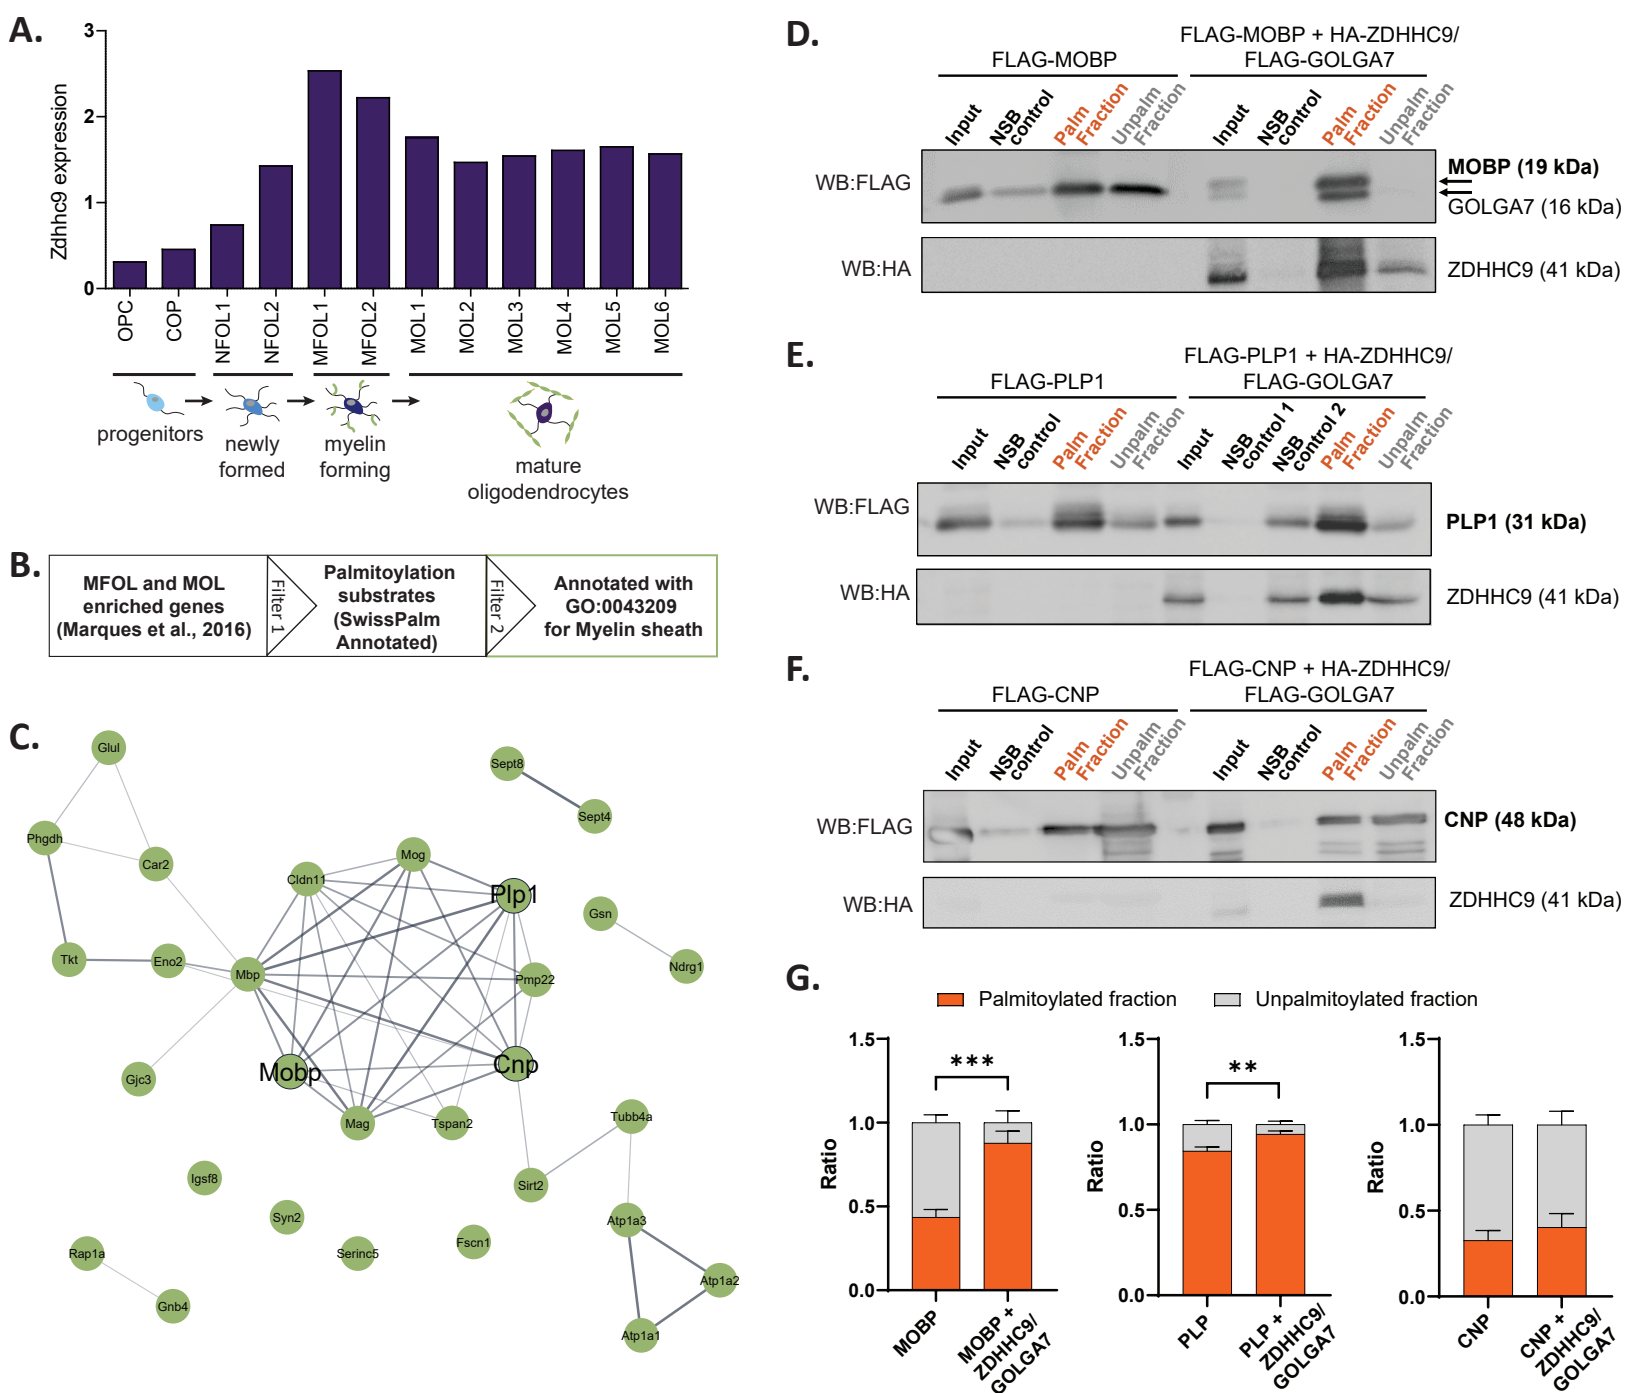 A.
3
2
1
0
Zdhhc9 expression
OPC
COP
NFOL1
NFOL2
MFOL1
MFOL2
MOL1
MOL2
MOL3
MOL4
MOL5
MOL6
progenitors
newly
formed
myelin
forming
mature
oligodendrocytes
B.
MFOL and MOL
enriched genes
(Marques et al., 2016)
Filter 1
Palmitoylation
substrates
(SwissPalm
Annotated)
Filter 2
Annotated with
GO:0043209
for Myelin sheath
C.
Glul
Phgdh
Car2
Tkt
Eno2
Mbp
Gjc3
Cldn11
Mog
Plp1
Pmp22
Cnp
Mobp
Mag
Tspan2
Sept8
Sept4
Gsn
Ndrg1
Tubb4a
Sirt2
Atp1a3
Atp1a2
Atp1a1
Igsf8
Syn2
Serinc5
Fscn1
Rap1a
Gnb4
D.
FLAG-MOBP
FLAG-MOBP + HA-ZDHHC9/
FLAG-GOLGA7
Input
NSB
control
Palm
Fraction
Unpalm
Fraction
Input
NSB
control
Palm
Fraction
Unpalm
Fraction
WB:FLAG
MOBP (19 kDa)
GOLGA7 (16 kDa)
WB:HA
ZDHHC9 (41 kDa)
E.
FLAG-PLP1
FLAG-PLP1 + HA-ZDHHC9/
FLAG-GOLGA7
Input
NSB
control
Palm
Fraction
Unpalm
Fraction
Input
NSB
control 1
NSB
control 2
Palm
Fraction
Unpalm
Fraction
WB:FLAG
PLP1 (31 kDa)
WB:HA
ZDHHC9 (41 kDa)
F.
FLAG-CNP
FLAG-CNP + HA-ZDHHC9/
FLAG-GOLGA7
Input
NSB
control
Palm
Fraction
Unpalm
Fraction
Input
NSB
control
Palm
Fraction
Unpalm
Fraction
WB:FLAG
CNP (48 kDa)
WB:HA
ZDHHC9 (41 kDa)
G.
Palmitoylated fraction
Unpalmitoylated fraction
1.5
1.0
0.5
0.0
Ratio
***
MOBP
MOBP +
ZDHHC9/
GOLGA7
1.5
1.0
0.5
0.0
Ratio
**
PLP
PLP +
ZDHHC9/
GOLGA7
1.5
1.0
0.5
0.0
Ratio
CNP
CNP +
ZDHHC9/
GOLGA7